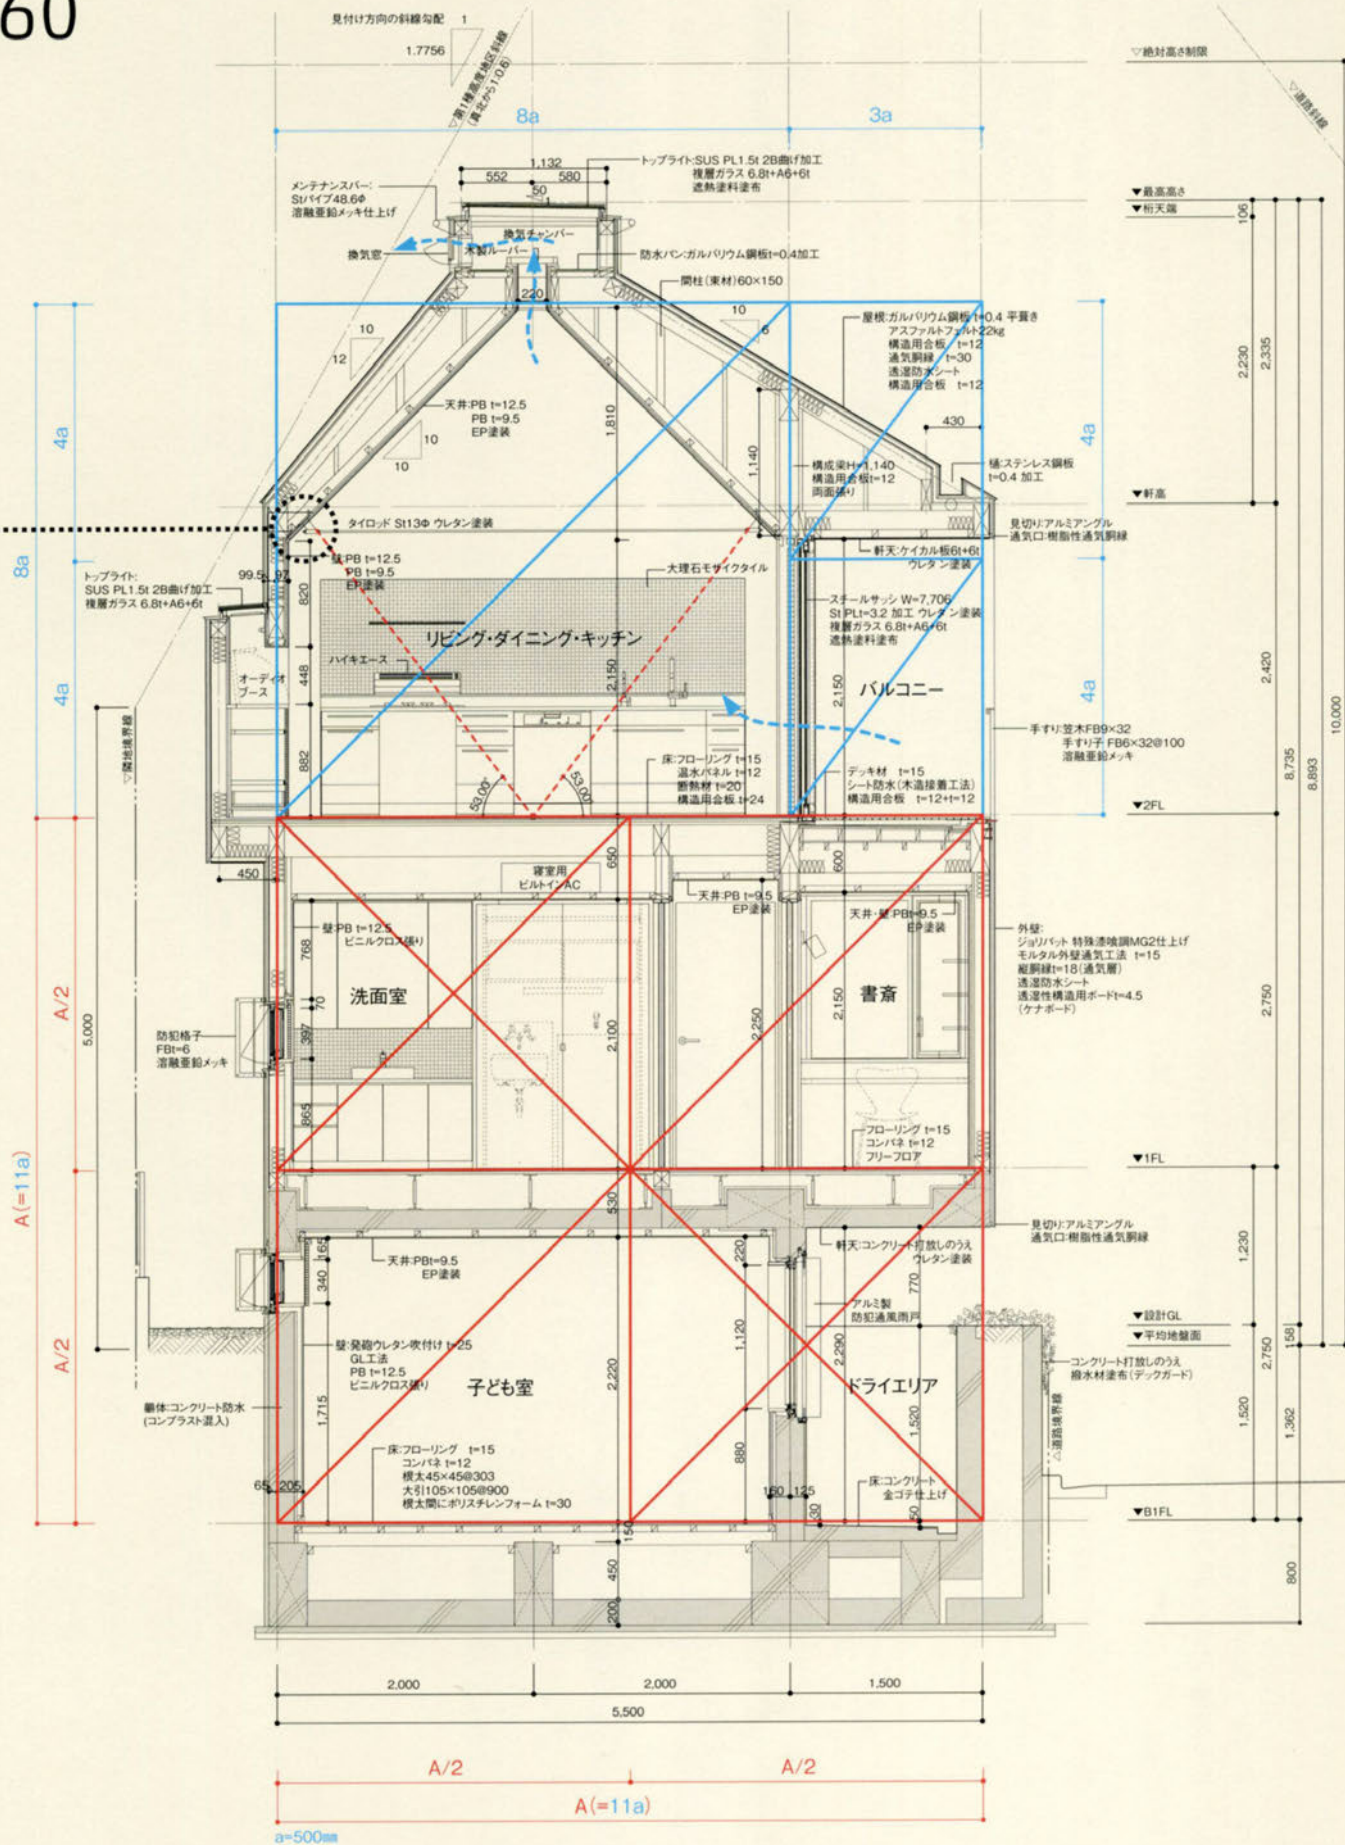 60
見付け方向の斜線勾配
1
1.7756
▽第1種高度地区斜線
(真北から1:0.6)
▽絶対高さ制限
▽道路斜線
8a
3a
1,132
552
580
50
1
トップライト:SUS PL1.5t 2B曲げ加工
複層ガラス 6.8t+A6+6t
遮熱塗料塗布
メンテナンスバー:
Stパイプ48.6Φ
溶融亜鉛メッキ仕上げ
換気窓
換気チャンバー
木製ルーバー
防水パン:ガルバリウム鋼板t=0.4加工
間柱(束材)60×150
220
▼最高高さ
▼桁天端
106
10
12
10
6
屋根:ガルバリウム鋼板 t=0.4 平葺き
アスファルトフェルト22kg
構造用合板 t=12
通気胴縁 t=30
透湿防水シート
構造用合板 t=12
2,230
2,335
天井:PB t=12.5
PB t=9.5
EP塗装
10
10
1,810
1,140
430
4a
4a
構成梁H=1,140
構造用合板t=12
両面張り
樋:ステンレス鋼板
t=0.4 加工
▼軒高
タイロッド St13Φ ウレタン塗装
見切り:アルミアングル
通気口:樹脂性通気胴縁
軒天:ケイカル板6t+6t
ウレタン塗装
8a
壁:PB t=12.5
PB t=9.5
EP塗装
大理石モザイクタイル
トップライト:
SUS PL1.5t 2B曲げ加工
複層ガラス 6.8t+A6+6t
99.5
97
820
スチールサッシ W=7,706
St PLt=3.2 加工 ウレタン塗装
複層ガラス 6.8t+A6+6t
遮熱塗料塗布
リビング・ダイニング・キッチン
ハイキエース
オーディオ
ブース
448
2,150
2,150
バルコニー
2,420
10,000
4a
4a
▽隣地境界線
手すり:笠木FB9×32
手すり子 FB6×32@100
溶融亜鉛メッキ
8,735
8,893
882
53.00°
53.00°
床:フローリング t=15
温水パネル t=12
断熱材 t=20
構造用合板 t=24
デッキ材 t=15
シート防水(木造接着工法)
構造用合板 t=12+t=12
▼2FL
450
寝室用
ビルトインAC
650
600
天井:PB t=9.5
EP塗装
天井・壁:PBt=9.5
EP塗装
壁:PB t=12.5
ビニルクロス張り
768
外壁:
ジョリパット 特殊漆喰調MG2仕上げ
モルタル外壁通気工法 t=15
縦胴縁t=18(通気層)
透湿防水シート
透湿性構造用ボードt=4.5
(ケナボード)
A/2
5,000
洗面室
70
397
書斎
2,150
2,250
2,100
2,750
防犯格子
FBt=6
溶融亜鉛メッキ
865
フローリング t=15
コンパネ t=12
フリーフロア
▼1FL
A(=11a)
530
天井:PBt=9.5
EP塗装
165
340
220
軒天:コンクリート打放しのうえ
ウレタン塗装
見切り:アルミアングル
通気口:樹脂性通気胴縁
1,230
770
アルミ製
防犯通風雨戸
▼設計GL
▼平均地盤面
158
A/2
壁:発砲ウレタン吹付け t=25
GL工法
PB t=12.5
ビニルクロス張り
1,120
2,290
2,220
子ども室
ドライエリア
コンクリート打放しのうえ
撥水材塗布(デックガード)
2,750
躯体:コンクリート防水
(コンプラスト混入)
1,715
△道路境界線
1,520
1,520
1,362
床:フローリング t=15
コンパネ t=12
根太45×45@303
大引105×105@900
根太間にポリスチレンフォーム t=30
880
床:コンクリート
金ゴテ仕上げ
65
205
160
125
30
50
▼B1FL
150
450
200
800
2,000
2,000
1,500
5,500
A/2
A/2
A(=11a)
a=500㎜